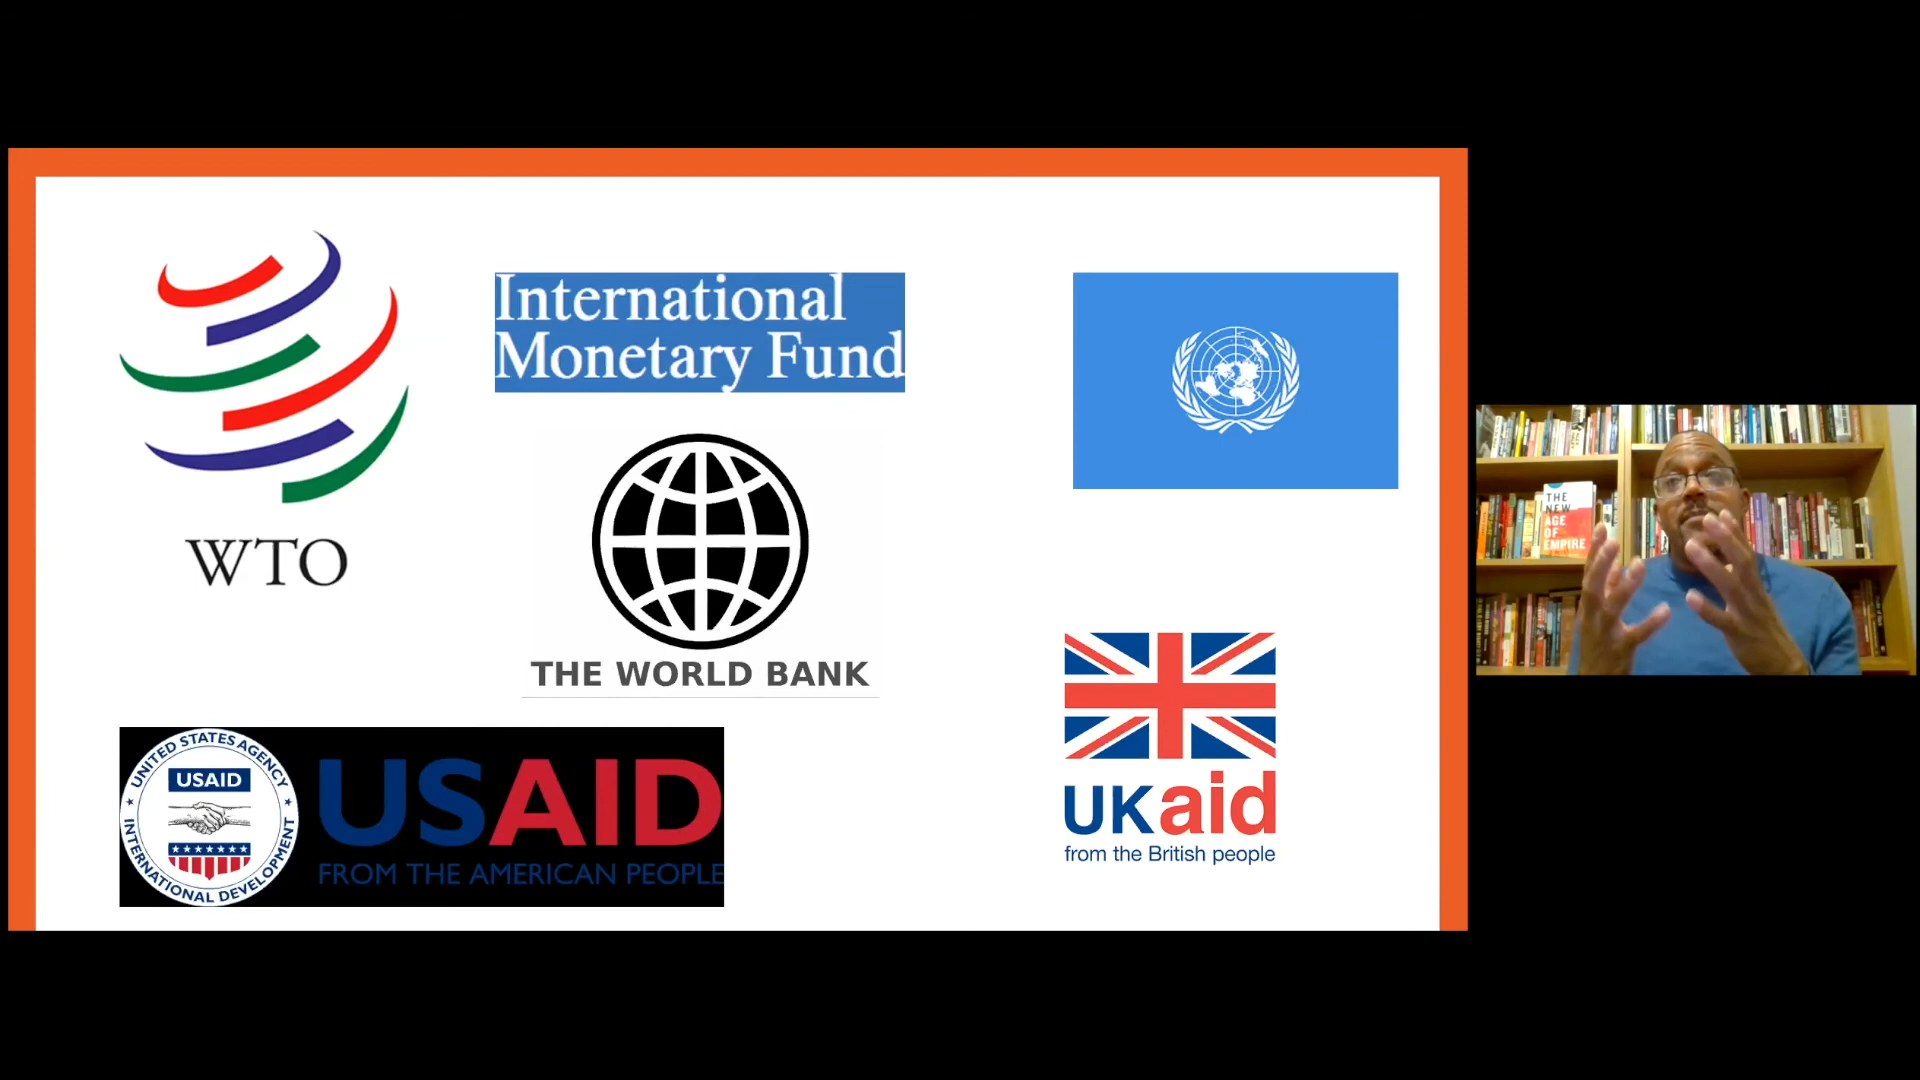 WTO
International
Monetary Fund
THE WORLD BANK
UNITED STATES AGENCY
USAID
INTERNATIONAL DEVELOPMENT
USAID
FROM THE AMERICAN PEOPLE
UKaid
from the British people
THE
NEW
AGE
OF
EMPIRE